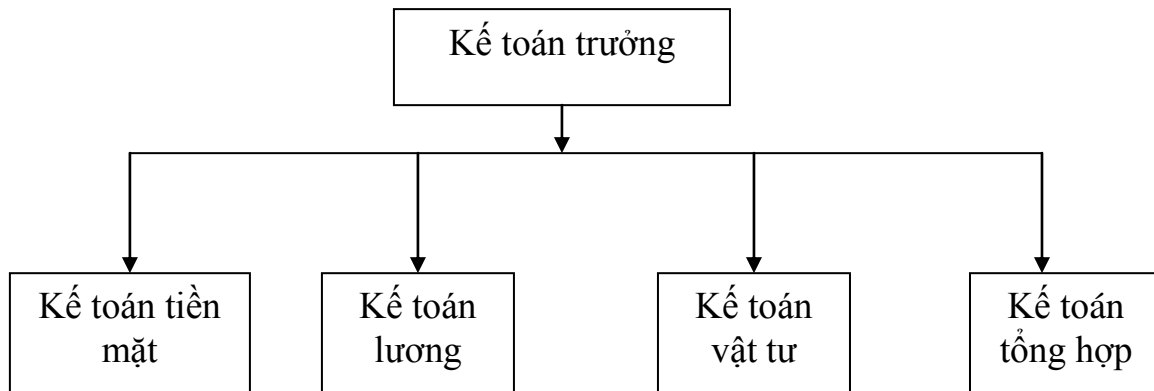 Kế toán trưởng
Kế toán tiền
mặt
Kế toán
lương
Kế toán
vật tư
Kế toán
tổng hợp